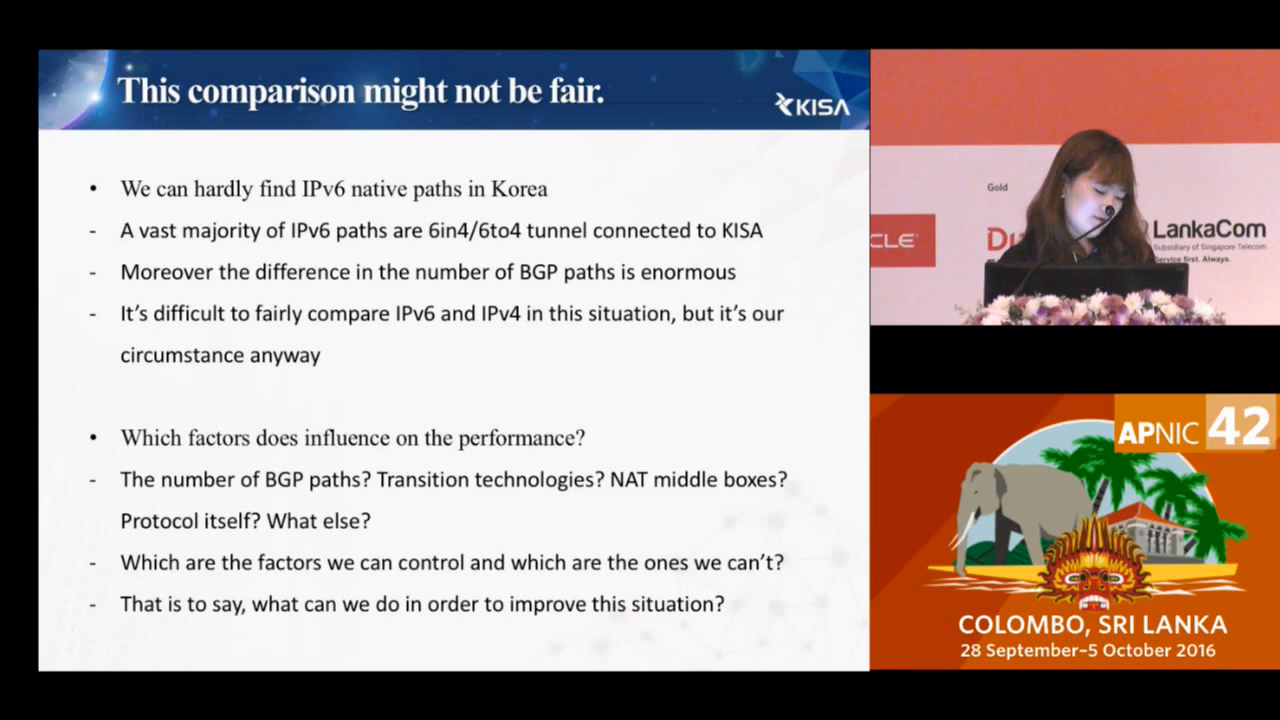 This comparison might not be fair.
KISA
• We can hardly find IPv6 native paths in Korea
- A vast majority of IPv6 paths are 6in4/6to4 tunnel connected to KISA
- Moreover the difference in the number of BGP paths is enormous
- It's difficult to fairly compare IPv6 and IPv4 in this situation, but it's our
circumstance anyway
• Which factors does influence on the performance?
- The number of BGP paths? Transition technologies? NAT middle boxes?
Protocol itself? What else?
- Which are the factors we can control and which are the ones we can't?
- That is to say, what can we do in order to improve this situation?
Gold
CLE
LankaCom
Subsidiary of Singapore Telecom
Service first. Always.
APNIC 42
COLOMBO, SRI LANKA
28 September–5 October 2016